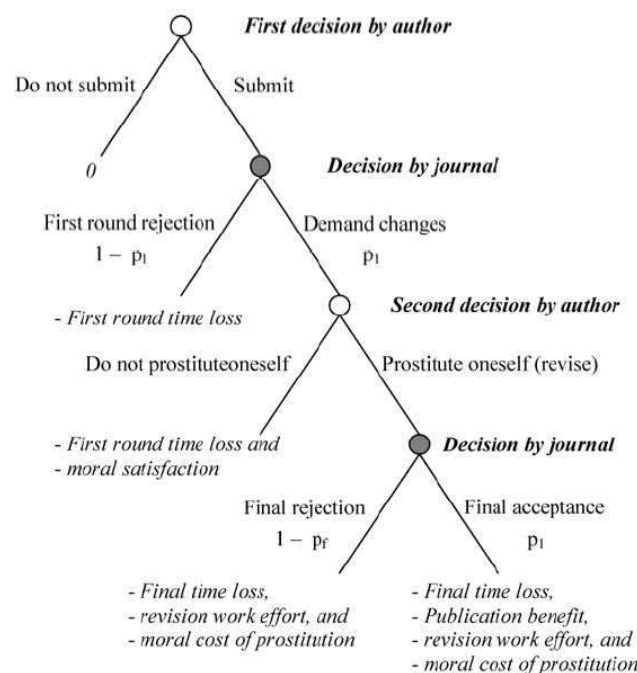 First decision by author
Do not submit
Submit
0
Decision by journal
First round rejection
1 – p₁
Demand changes
p₁
- First round time loss
Second decision by author
Do not prostituteoneself
Prostitute oneself (revise)
- First round time loss and
- moral satisfaction
Decision by journal
Final rejection
1 – p_f
Final acceptance
p₁
- Final time loss,
- revision work effort, and
- moral cost of prostitution
- Final time loss,
- Publication benefit,
- revision work effort, and
- moral cost of prostitution